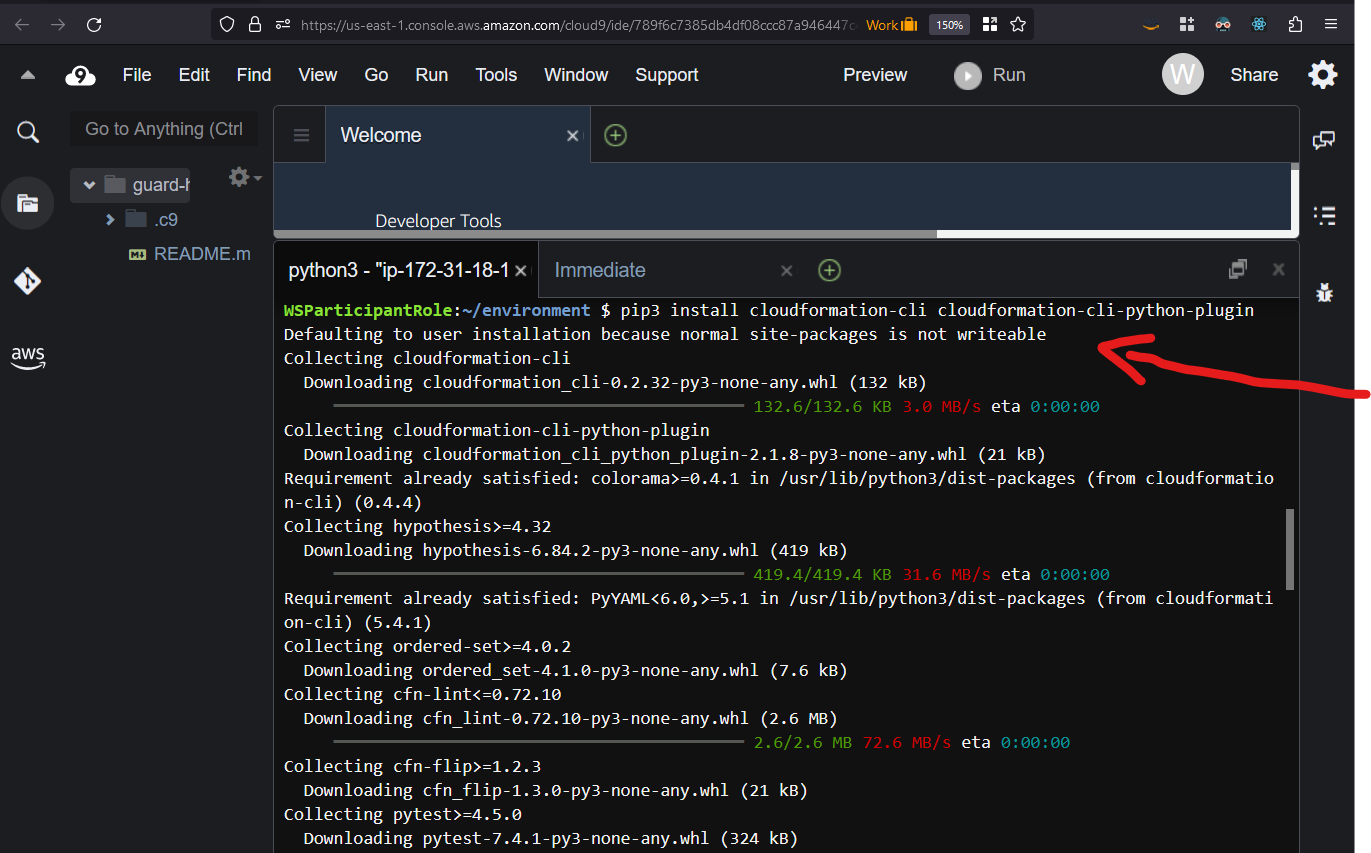 https://us-east-1.console.aws.amazon.com/cloud9/ide/789f6c7385db4df08ccc87a946447c
Work
150%
9
File Edit Find View Go Run Tools Window Support Preview Run W Share
Go to Anything (Ctrl
Welcome
guard-h
.c9
README.m
aws
Developer Tools
python3 - "ip-172-31-18-1
Immediate
WSParticipantRole:~/environment $ pip3 install cloudformation-cli cloudformation-cli-python-plugin
Defaulting to user installation because normal site-packages is not writeable
Collecting cloudformation-cli
Downloading cloudformation_cli-0.2.32-py3-none-any.whl (132 kB)
132.6/132.6 KB 3.0 MB/s eta 0:00:00
Collecting cloudformation-cli-python-plugin
Downloading cloudformation_cli_python_plugin-2.1.8-py3-none-any.whl (21 kB)
Requirement already satisfied: colorama>=0.4.1 in /usr/lib/python3/dist-packages (from cloudformatio
n-cli) (0.4.4)
Collecting hypothesis>=4.32
Downloading hypothesis-6.84.2-py3-none-any.whl (419 kB)
419.4/419.4 KB 31.6 MB/s eta 0:00:00
Requirement already satisfied: PyYAML<6.0,>=5.1 in /usr/lib/python3/dist-packages (from cloudformati
on-cli) (5.4.1)
Collecting ordered-set>=4.0.2
Downloading ordered_set-4.1.0-py3-none-any.whl (7.6 kB)
Collecting cfn-lint<=0.72.10
Downloading cfn_lint-0.72.10-py3-none-any.whl (2.6 MB)
2.6/2.6 MB 72.6 MB/s eta 0:00:00
Collecting cfn-flip>=1.2.3
Downloading cfn_flip-1.3.0-py3-none-any.whl (21 kB)
Collecting pytest>=4.5.0
Downloading pytest-7.4.1-py3-none-any.whl (324 kB)